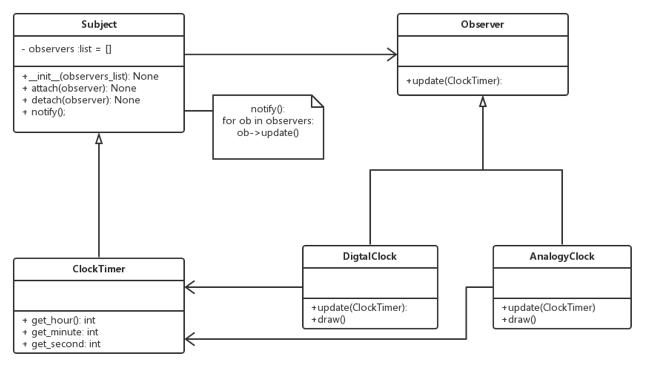 Subject
- observers :list = []
+__init__(observers_list): None
+ attach(observer): None
+ detach(observer): None
+ notify();
Observer
+update(ClockTimer):
notify():
for ob in observers:
ob->update()
ClockTimer
+ get_hour(): int
+ get_minute: int
+ get_second: int
DigtalClock
+update(ClockTimer):
+draw()
AnalogyClock
+update(ClockTimer)
+draw()